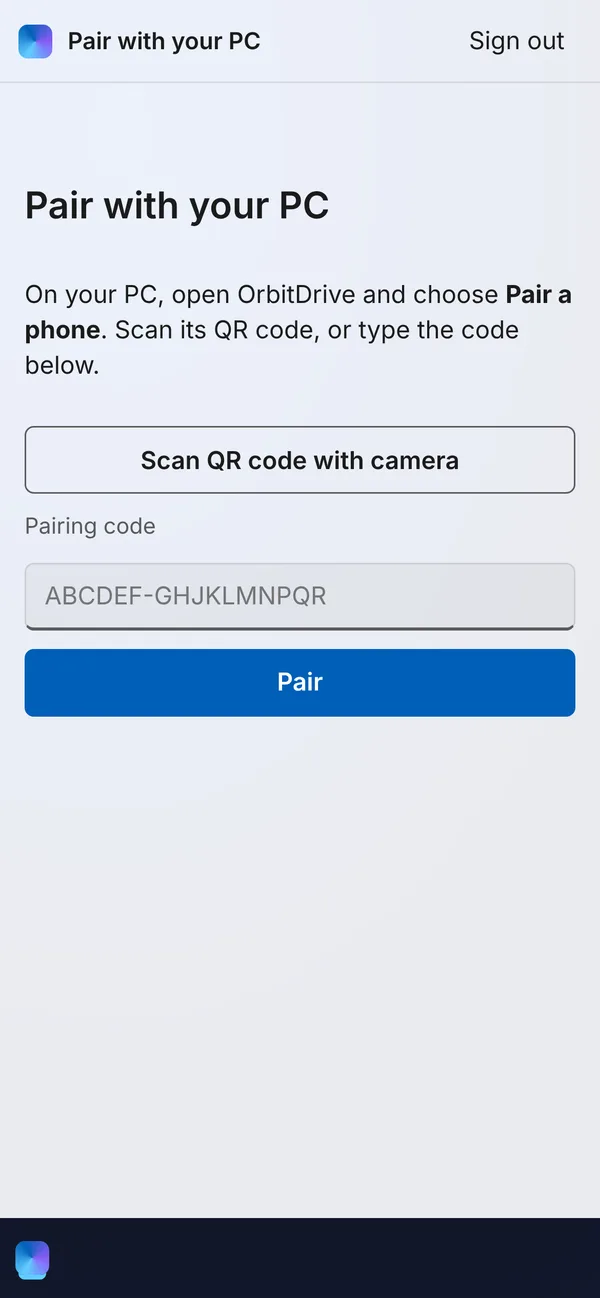 Pair with your PC
Sign out
Pair with your PC
On your PC, open OrbitDrive and choose Pair a
phone. Scan its QR code, or type the code
below.
Scan QR code with camera
Pairing code
ABCDEF-GHJKLMNPQR
Pair